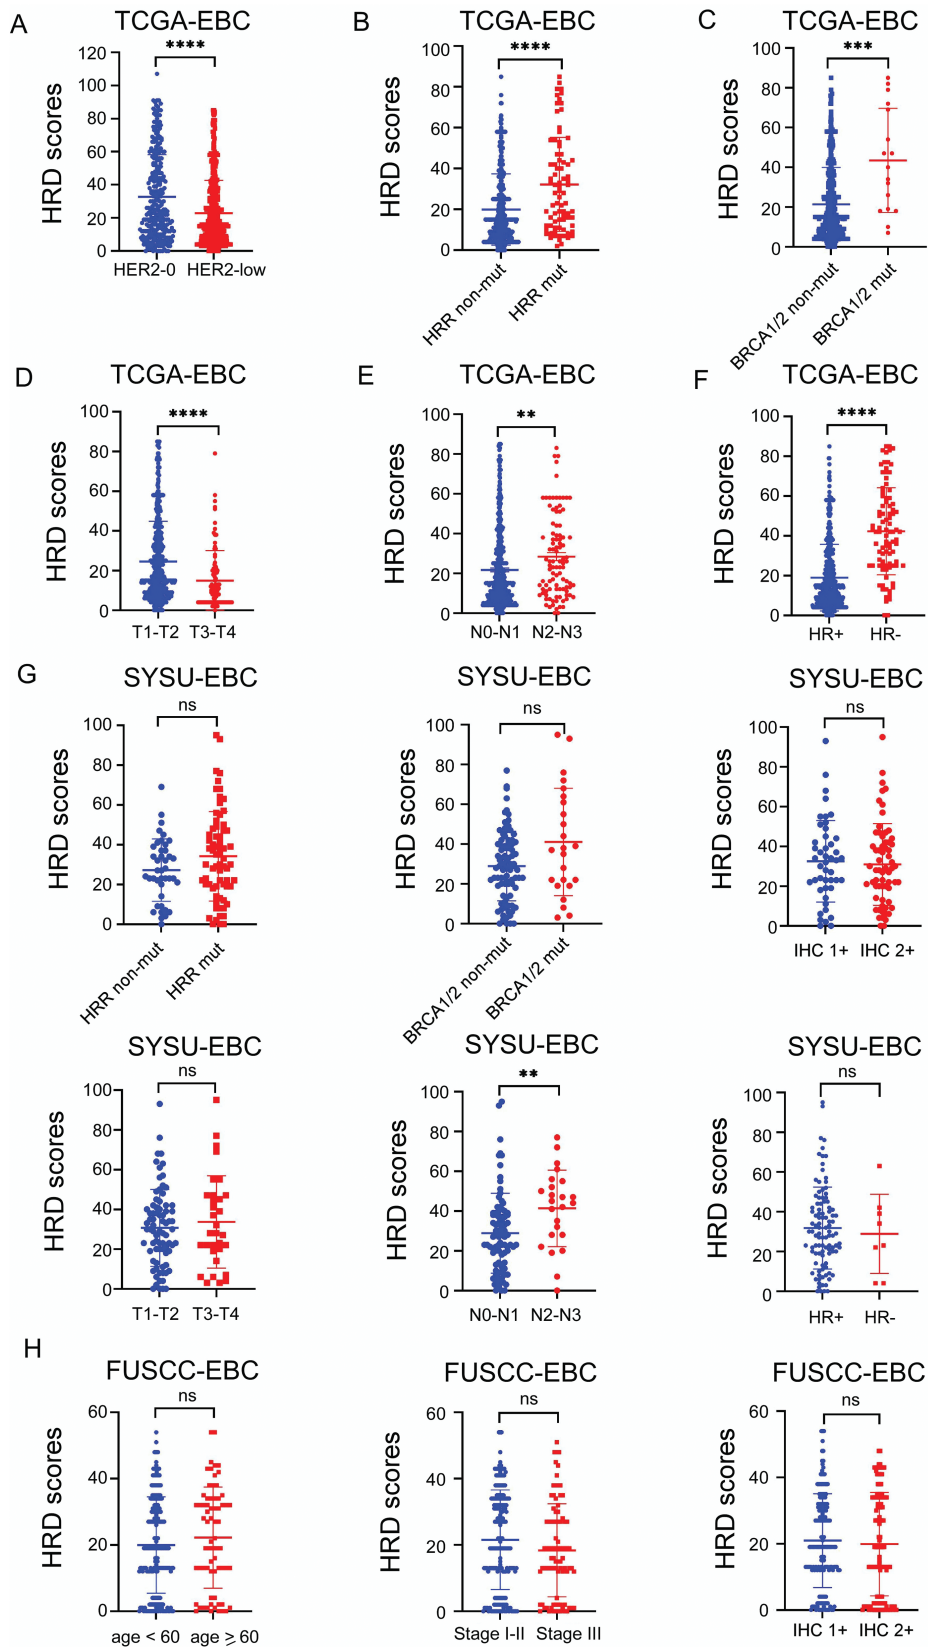 A
TCGA-EBC
****
HRD scores
120
100
80
60
40
20
0
HER2-0 HER2-low
B
TCGA-EBC
****
HRD scores
100
80
60
40
20
0
HRR non-mut
HRR mut
C
TCGA-EBC
***
HRD scores
100
80
60
40
20
0
BRCA1/2 non-mut
BRCA1/2 mut
D
TCGA-EBC
****
HRD scores
100
80
60
40
20
0
T1-T2 T3-T4
E
TCGA-EBC
**
HRD scores
100
80
60
40
20
0
N0-N1 N2-N3
F
TCGA-EBC
****
HRD scores
100
80
60
40
20
0
HR+ HR-
G
SYSU-EBC
ns
HRD scores
100
80
60
40
20
0
HRR non-mut
HRR mut
SYSU-EBC
ns
HRD scores
100
80
60
40
20
0
BRCA1/2 non-mut
BRCA1/2 mut
SYSU-EBC
ns
HRD scores
100
80
60
40
20
0
IHC 1+ IHC 2+
SYSU-EBC
ns
HRD scores
100
80
60
40
20
0
T1-T2 T3-T4
SYSU-EBC
**
HRD scores
100
80
60
40
20
0
N0-N1 N2-N3
SYSU-EBC
ns
HRD scores
100
80
60
40
20
0
HR+ HR-
H
FUSCC-EBC
ns
HRD scores
60
40
20
0
age < 60 age ≥ 60
FUSCC-EBC
ns
HRD scores
60
40
20
0
Stage I-II Stage III
FUSCC-EBC
ns
HRD scores
60
40
20
0
IHC 1+ IHC 2+